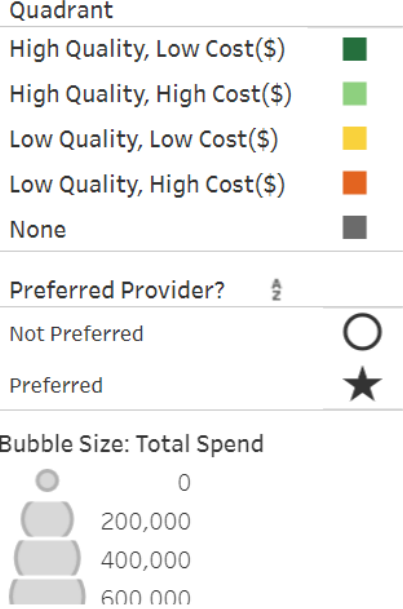 Quadrant
High Quality, Low Cost($)
High Quality, High Cost($)
Low Quality, Low Cost($)
Low Quality, High Cost($)
None
Preferred Provider?
Not Preferred
Preferred
Bubble Size: Total Spend
0
200,000
400,000
600,000